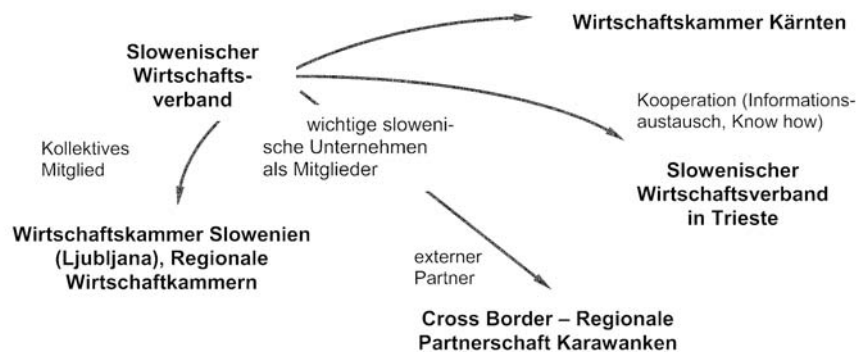 Wirtschaftskammer Kärnten
Slowenischer
Wirtschafts-
verband
Kooperation (Informations-
austausch, Know how)
wichtige sloweni-
sche Unternehmen
als Mitglieder
Kollektives
Mitglied
Slowenischer
Wirtschaftsverband
in Trieste
Wirtschaftskammer Slowenien
(Ljubljana), Regionale
Wirtschaftkammern
externer
Partner
Cross Border – Regionale
Partnerschaft Karawanken